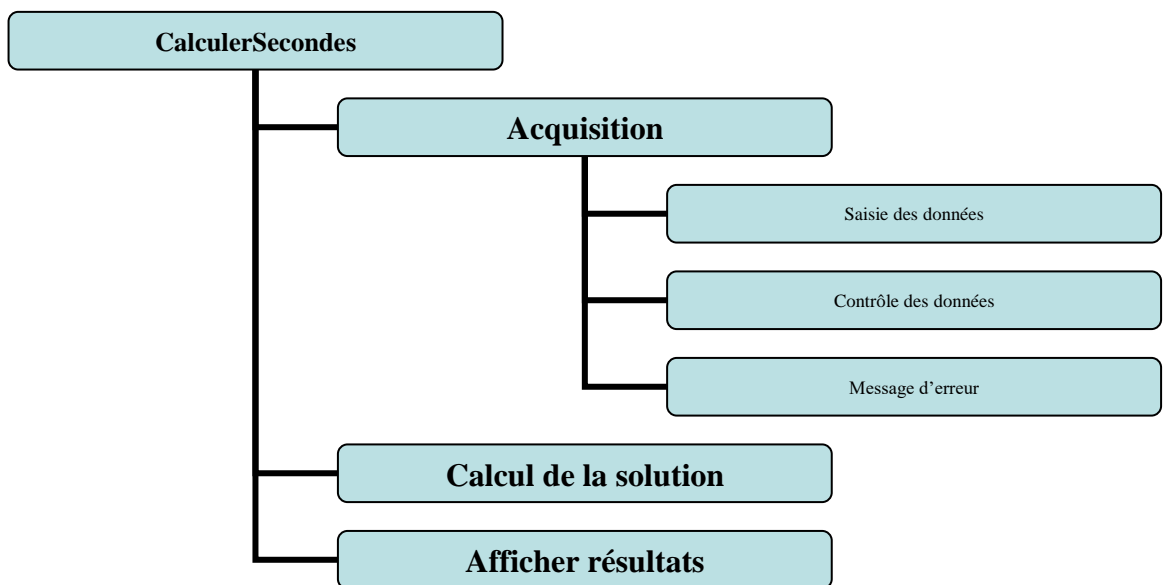 CalculerSecondes
Acquisition
Saisie des données
Contrôle des données
Message d’erreur
Calcul de la solution
Afficher résultats